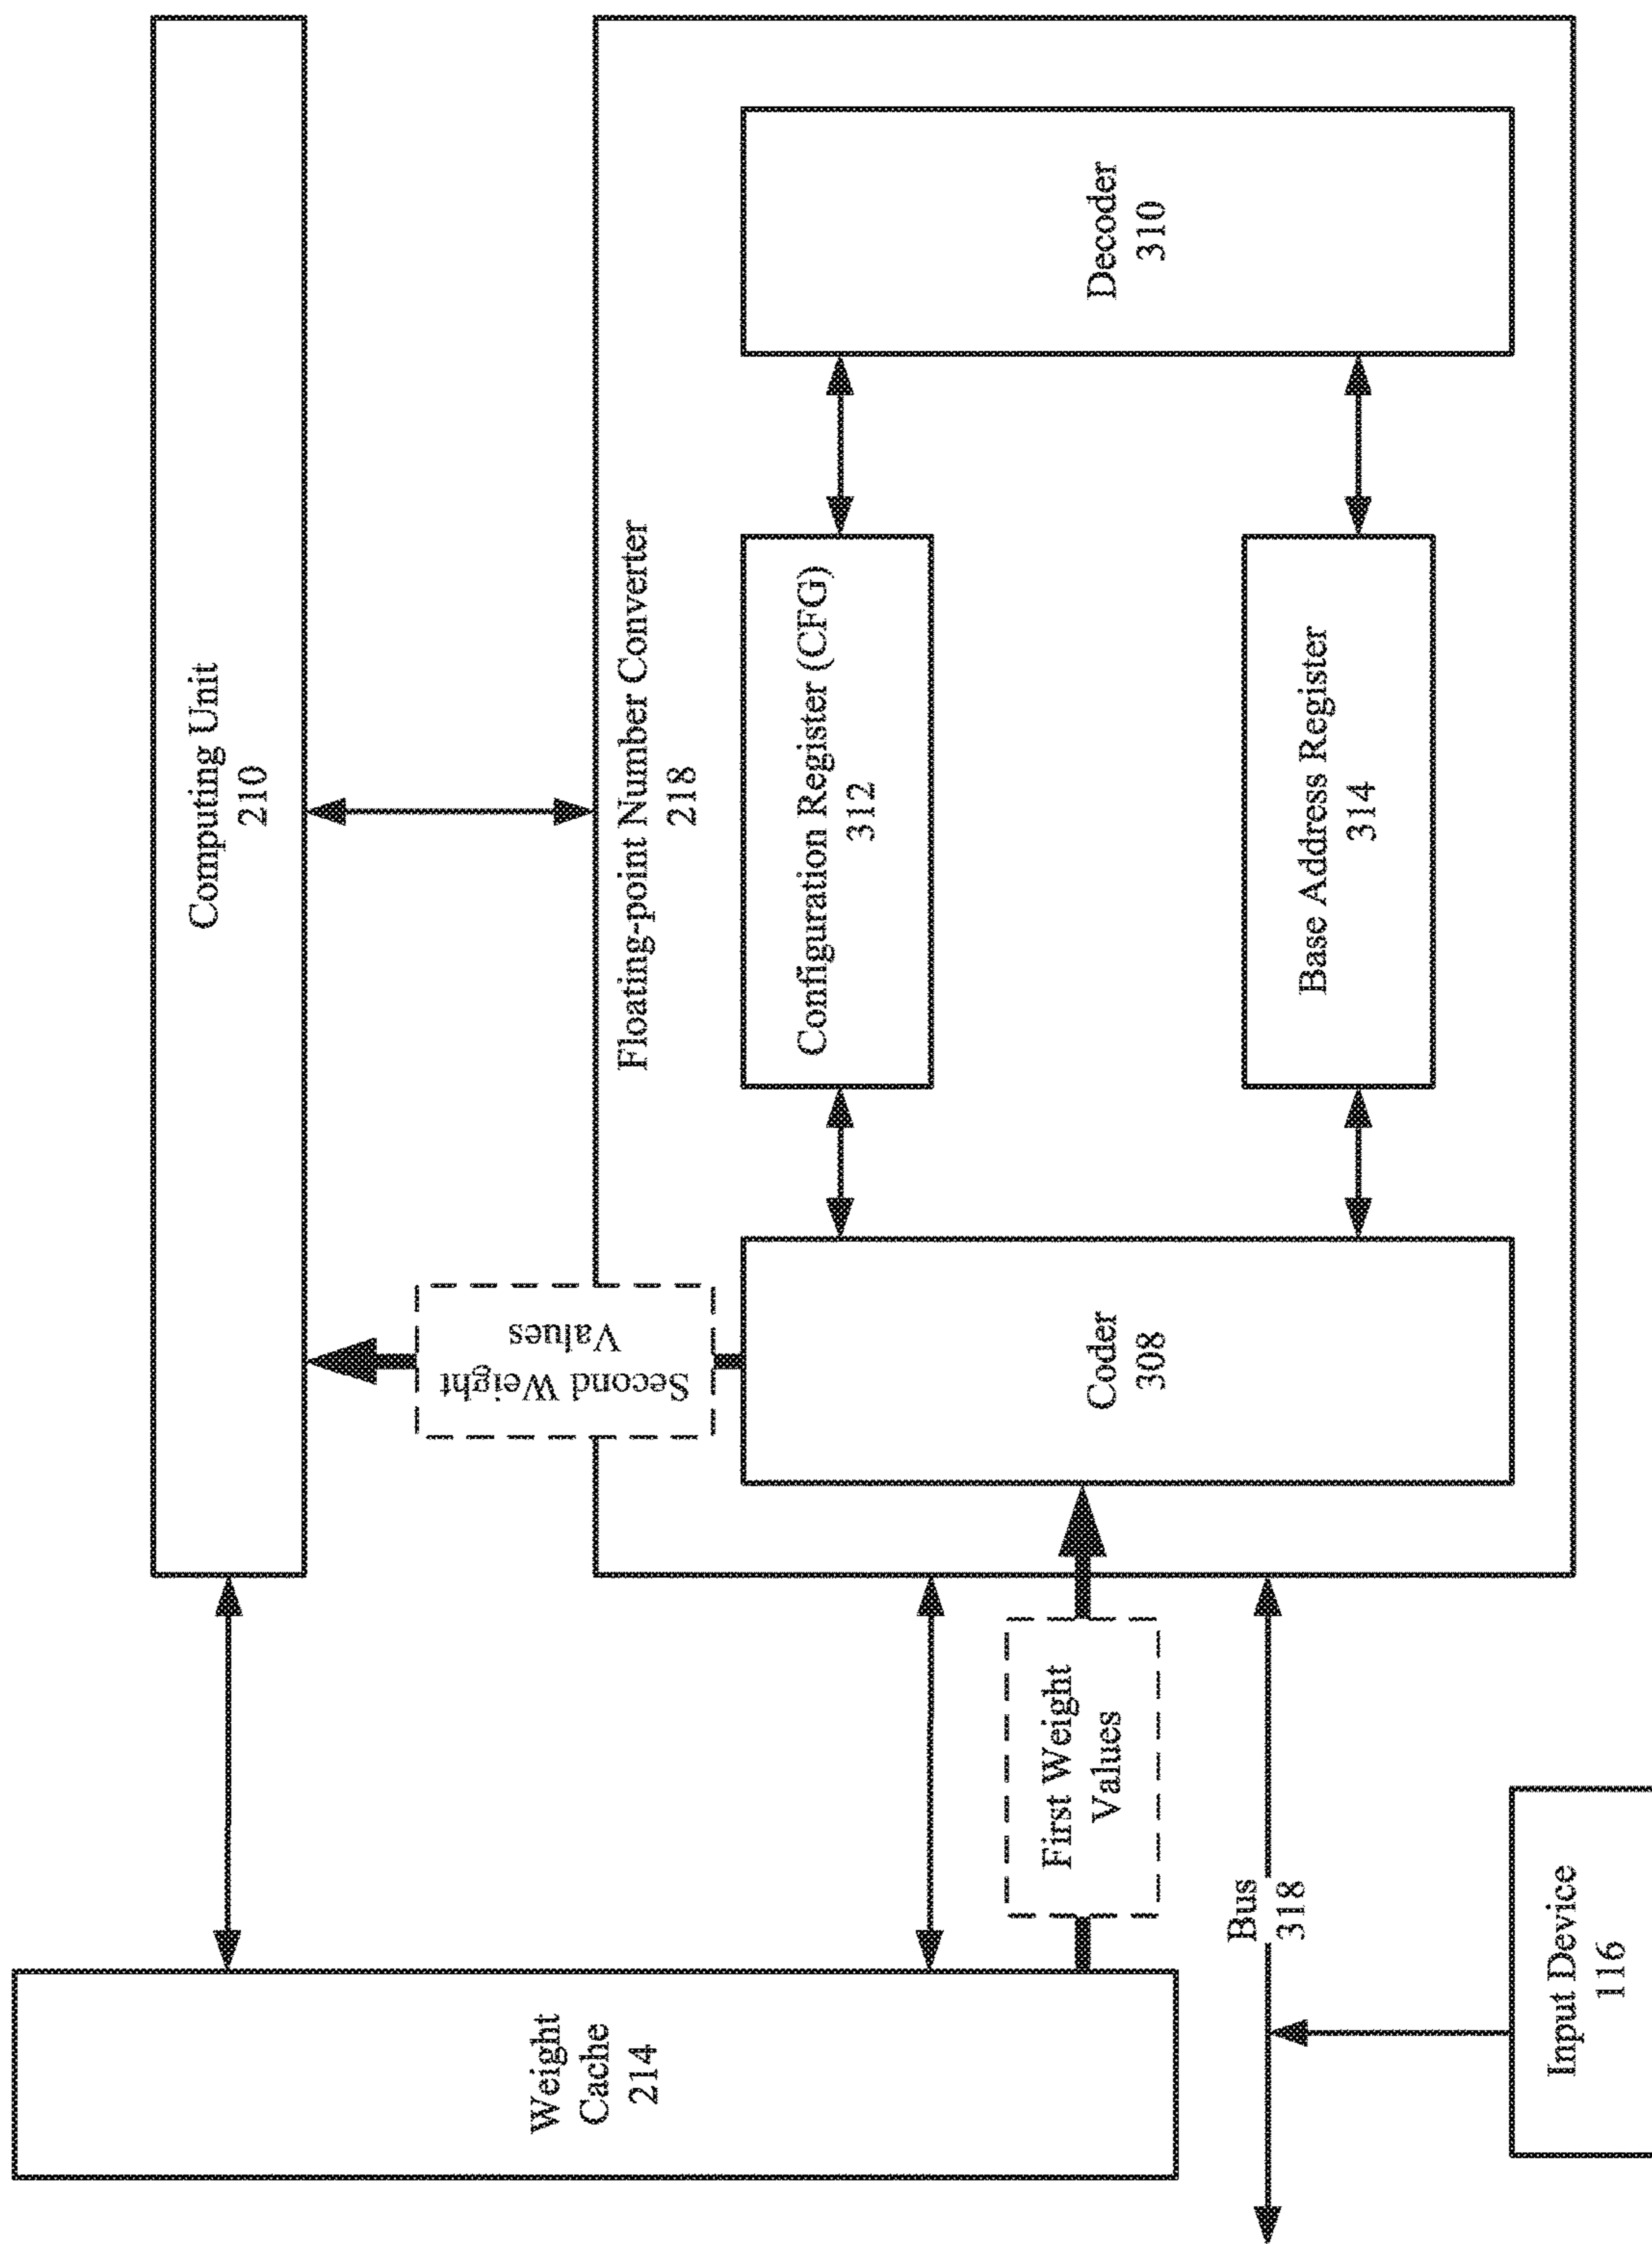 Computing Unit
210
Floating-point Number Converter
218
Weight
Cache
214
Second Weight
Values
First Weight
Values
Coder
308
Configuration Register (CFG)
312
Base Address Register
314
Decoder
310
Bus
318
Input Device
116